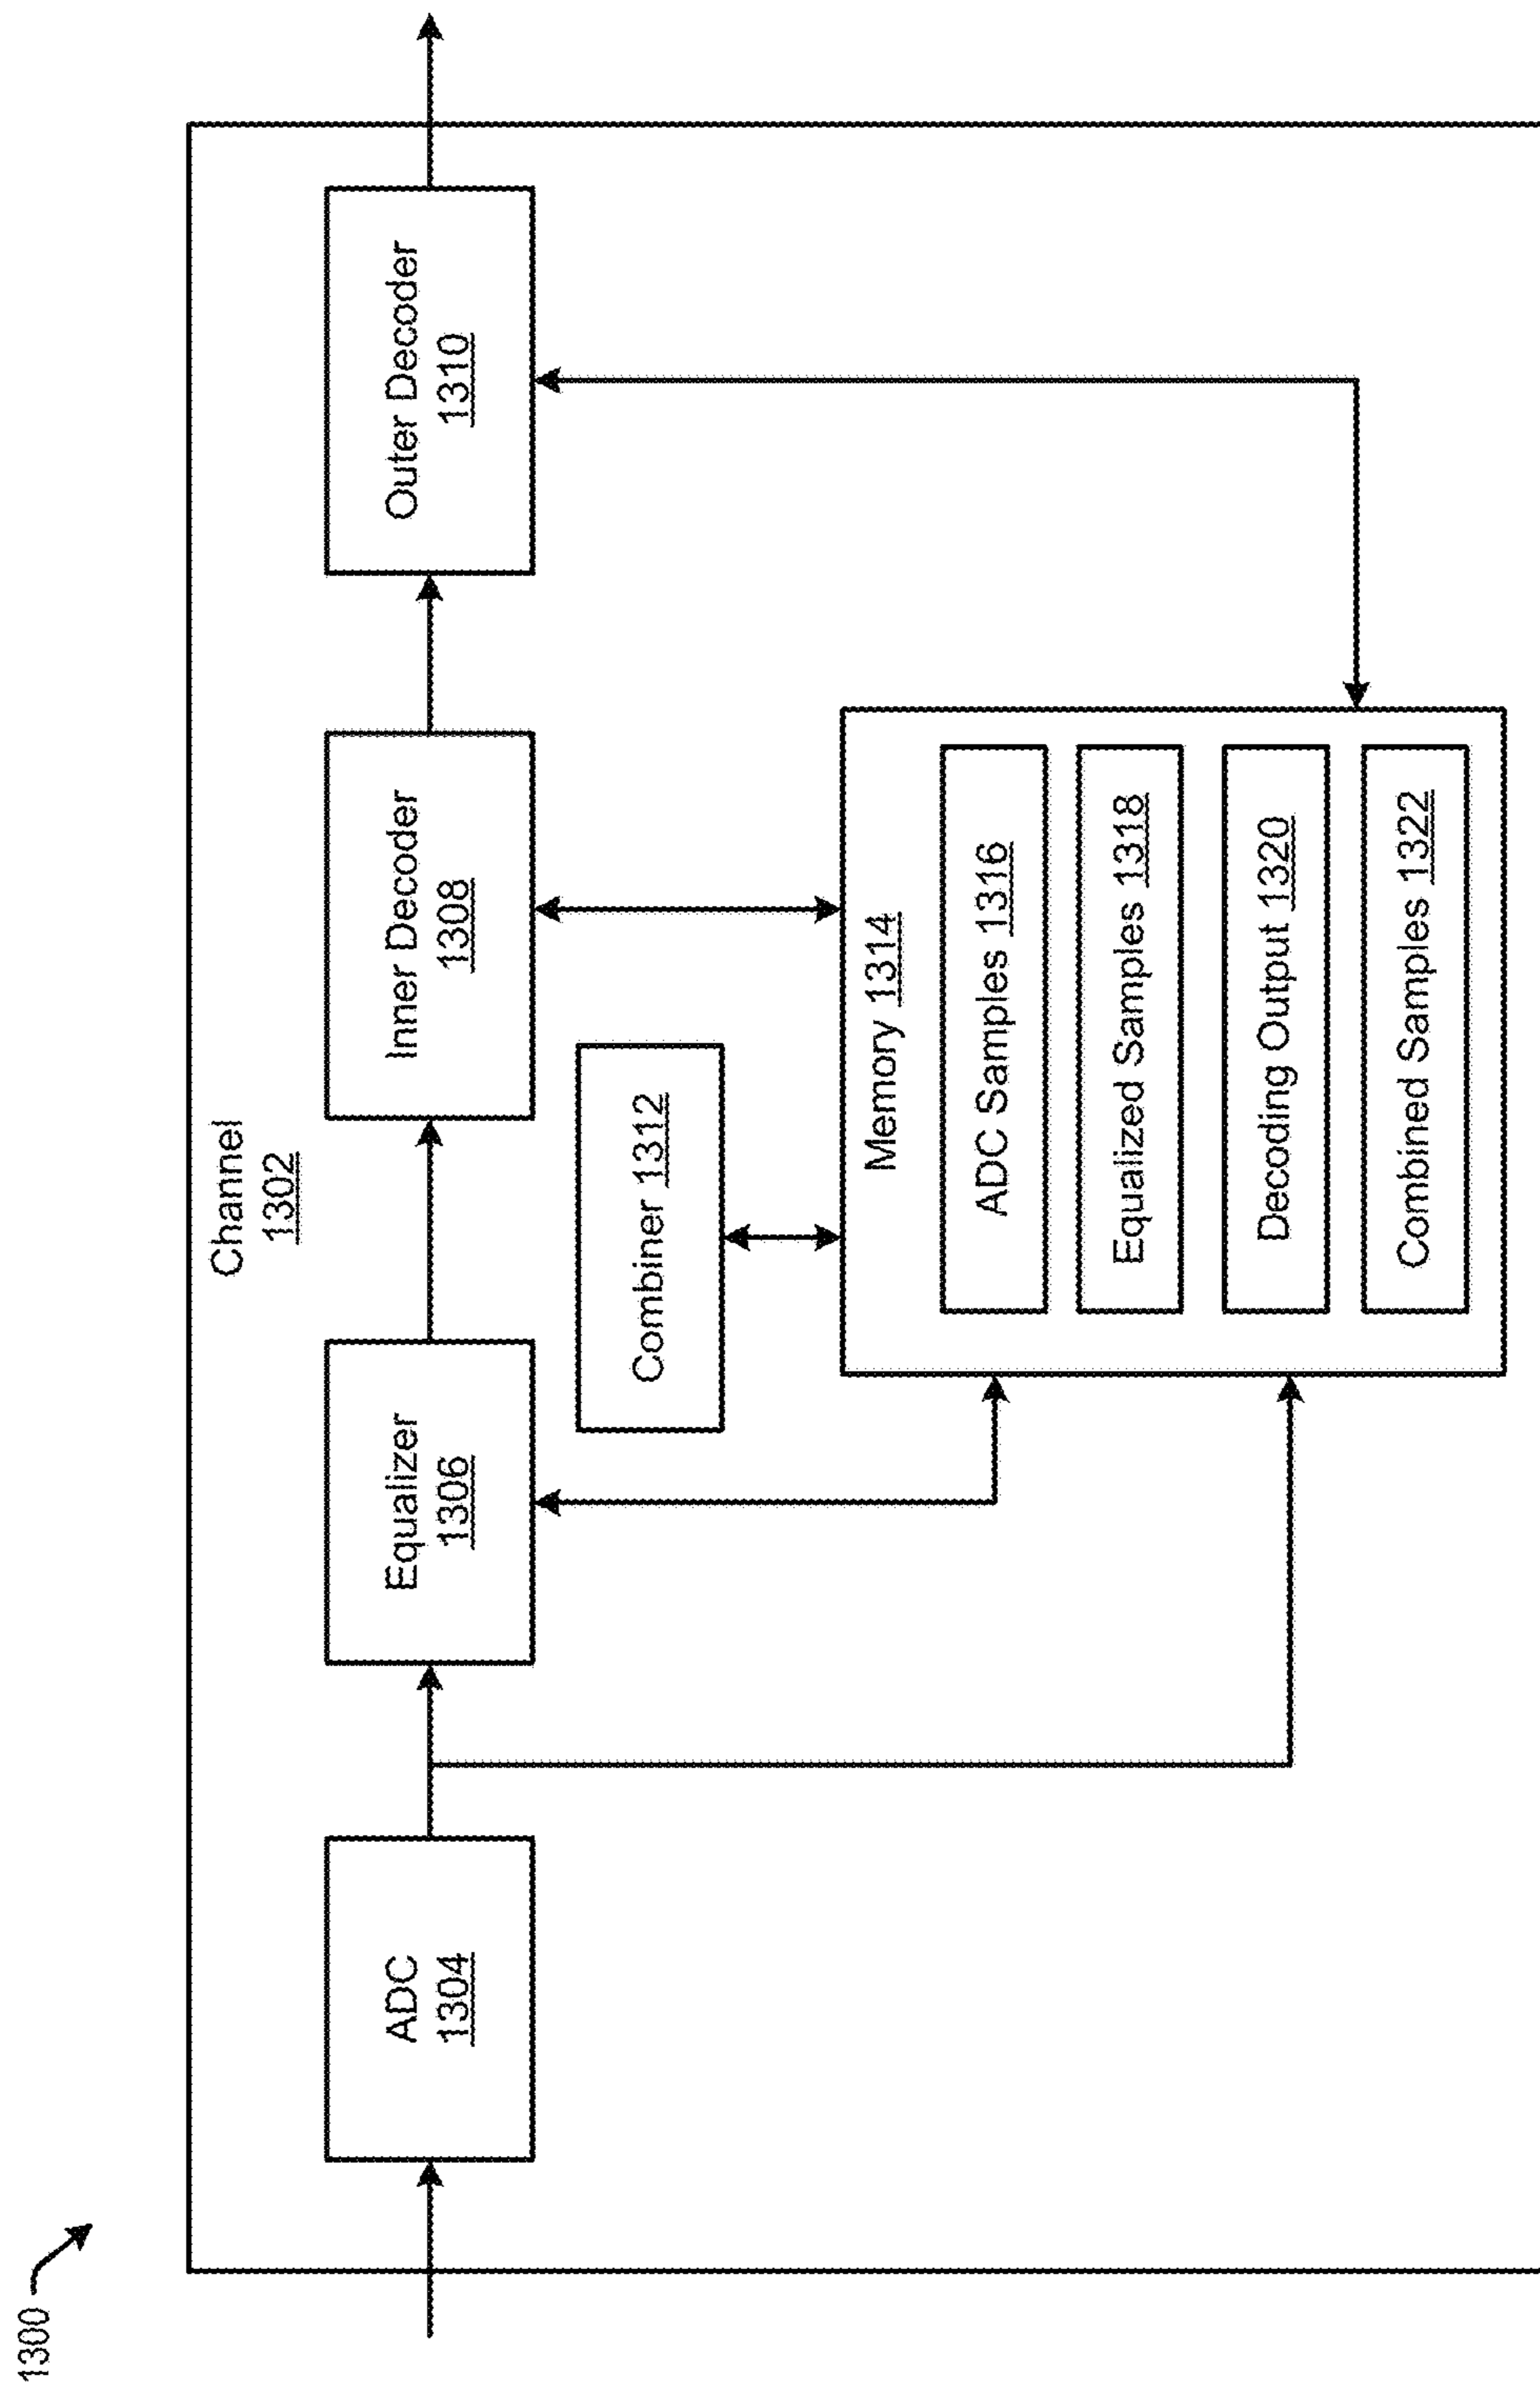 1300
Channel
1302
ADC
1304
Equalizer
1306
Inner Decoder
1308
Outer Decoder
1310
Combiner 1312
Memory 1314
ADC Samples 1316
Equalized Samples 1318
Decoding Output 1320
Combined Samples 1322